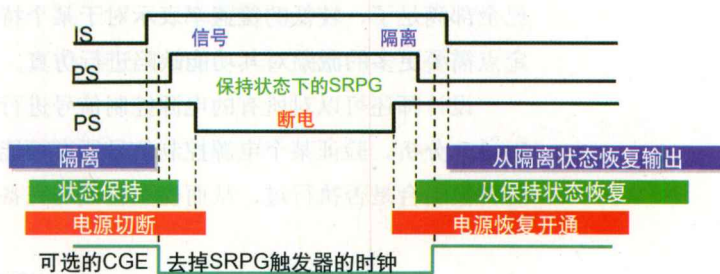 IS
信号
隔离
PS
保持状态下的SRPG
PS
断电
隔离
从隔离状态恢复输出
状态保持
从保持状态恢复
电源切断
电源恢复开通
可选的CGE
去掉SRPG触发器的时钟